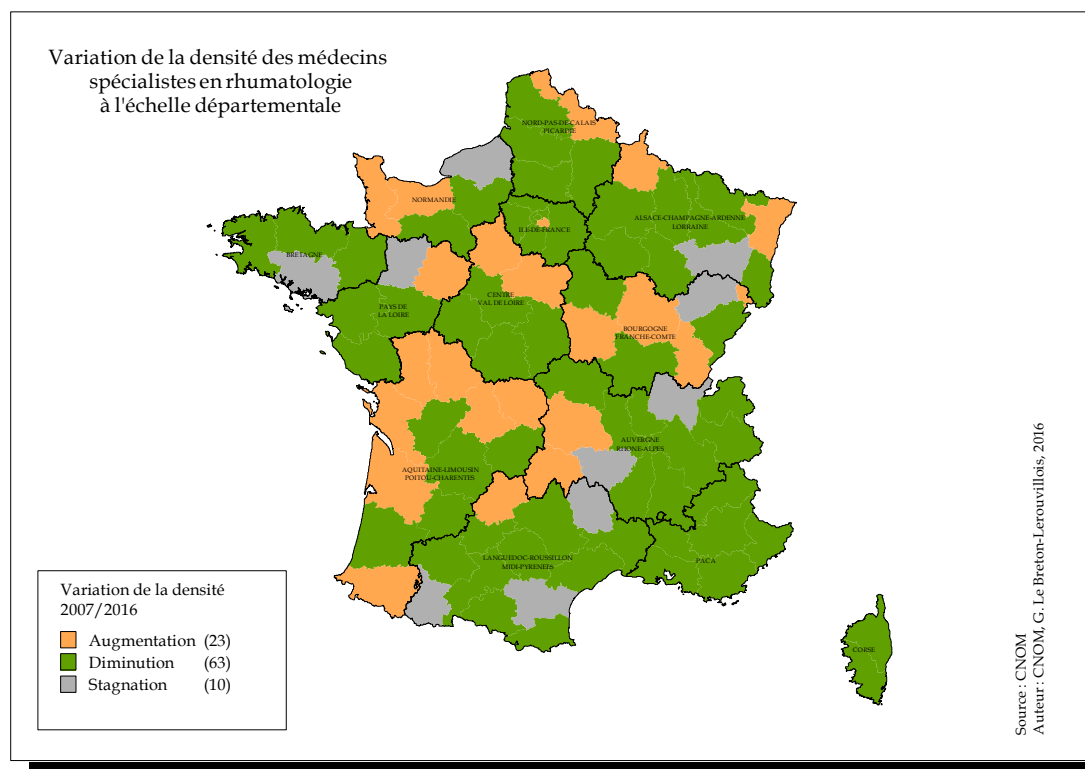 Variation de la densité des médecins
spécialistes en rhumatologie
à l'échelle départementale
NORD-PAS-DE-CALAIS
PICARDIE
NORMANDIE
ILE-DE-FRANCE
ALSACE-CHAMPAGNE-ARDENNE
LORRAINE
BRETAGNE
PAYS DE
LA LOIRE
CENTRE
VAL DE LOIRE
BOURGOGNE
FRANCHE-COMTE
AUVERGNE
RHONE-ALPES
AQUITAINE-LIMOUSIN
POITOU-CHARENTES
LANGUEDOC-ROUSSILLON
MIDI-PYRENEES
PACA
CORSE
Variation de la densité
2007/2016
Augmentation (23)
Diminution (63)
Stagnation (10)
Source : CNOM
Auteur : CNOM, G. Le Breton-Lerouvillois, 2016